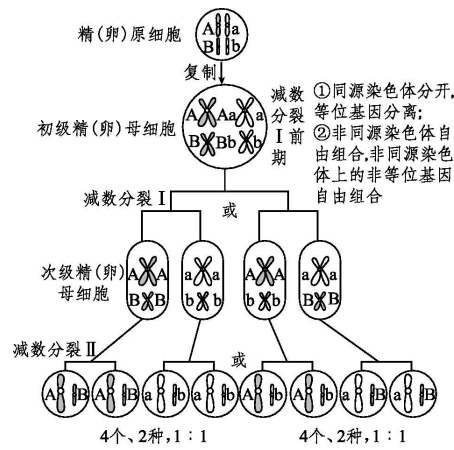 精(卵)原细胞
A a
B b
复制
初级精(卵)母细胞
A Aa a
B Bb b
减数分裂Ⅰ前期
①同源染色体分开,
等位基因分离;
②非同源染色体自
由组合,非同源染色
体上的非等位基因
自由组合
减数分裂Ⅰ
或
次级精(卵)
母细胞
A A a a A A a a
B B b b b b B B
减数分裂Ⅱ
或
A B A B a b a b A b A b a B a B
4个、2种,1:1 4个、2种,1:1